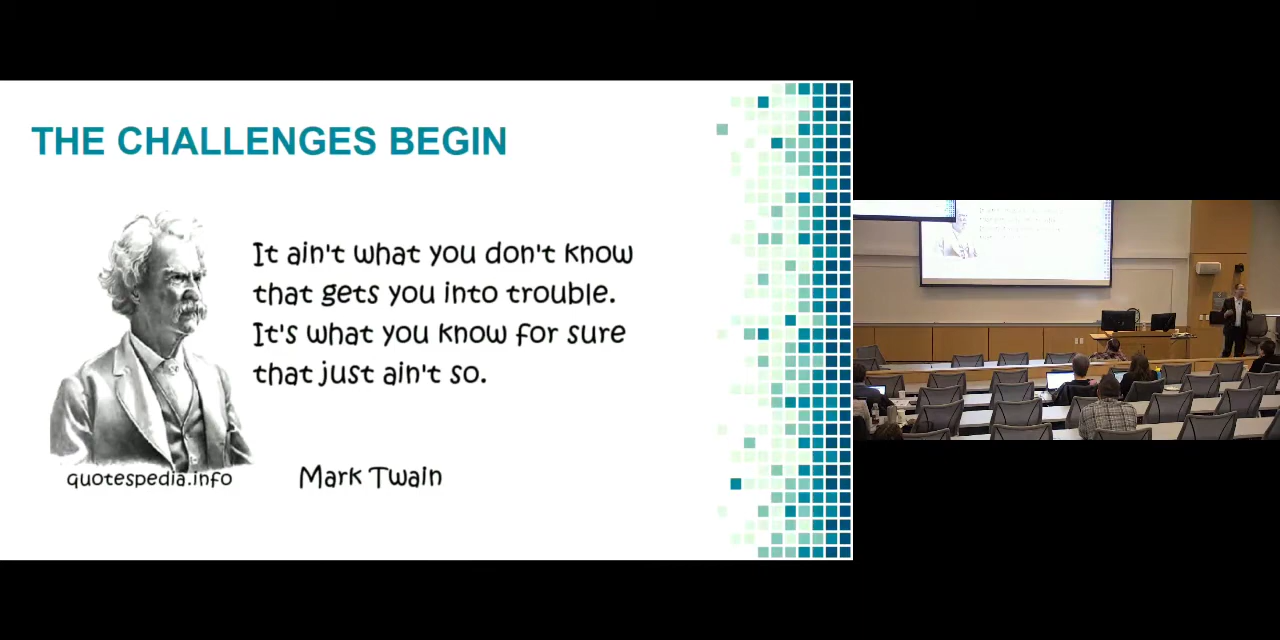 THE CHALLENGES BEGIN
It ain't what you don't know
that gets you into trouble.
It's what you know for sure
that just ain't so.
quotespedia.info
Mark Twain